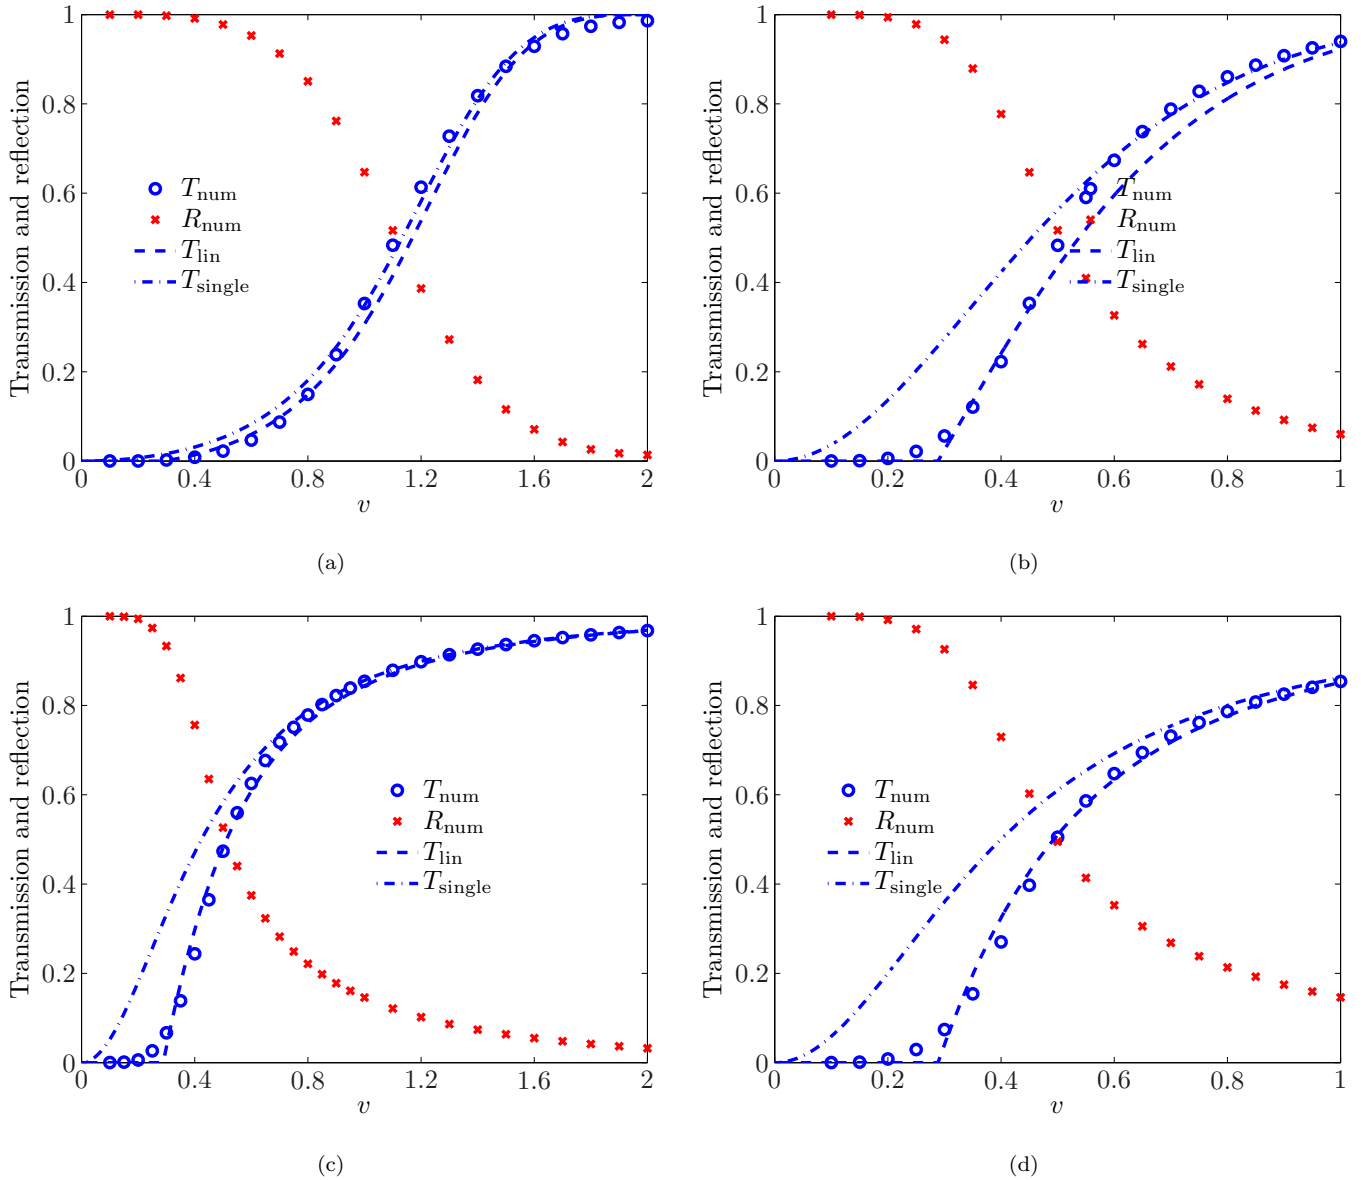 Transmission and reflection
1
0.8
0.6
0.4
0.2
0
T_num
R_num
T_lin
T_single
0 0.4 0.8 1.2 1.6 2
v
(a)
Transmission and reflection
1
0.8
0.6
0.4
0.2
0
T_num
R_num
T_lin
T_single
0 0.2 0.4 0.6 0.8 1
v
(b)
Transmission and reflection
1
0.8
0.6
0.4
0.2
0
T_num
R_num
T_lin
T_single
0 0.4 0.8 1.2 1.6 2
v
(c)
Transmission and reflection
1
0.8
0.6
0.4
0.2
0
T_num
R_num
T_lin
T_single
0 0.2 0.4 0.6 0.8 1
v
(d)